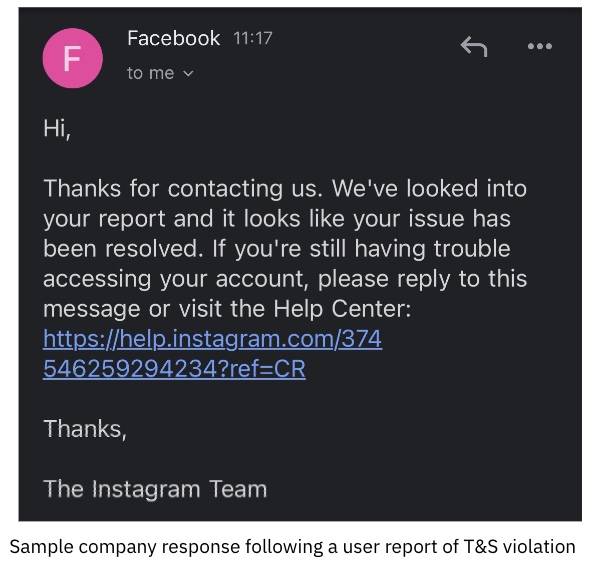 F
Facebook 11:17
to me
Hi,
Thanks for contacting us. We've looked into
your report and it looks like your issue has
been resolved. If you're still having trouble
accessing your account, please reply to this
message or visit the Help Center:
https://help.instagram.com/374
546259294234?ref=CR
Thanks,
The Instagram Team
Sample company response following a user report of T&S violation